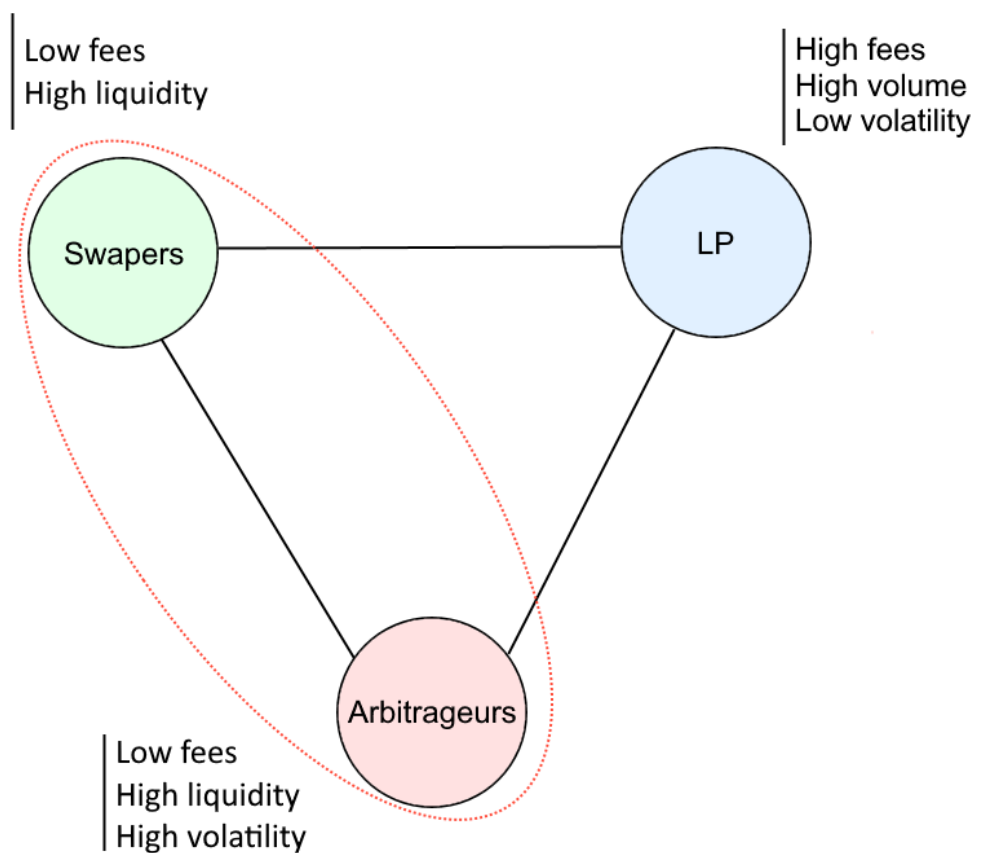 Low fees
High liquidity
High fees
High volume
Low volatility
Swapers
LP
Arbitrageurs
Low fees
High liquidity
High volatility